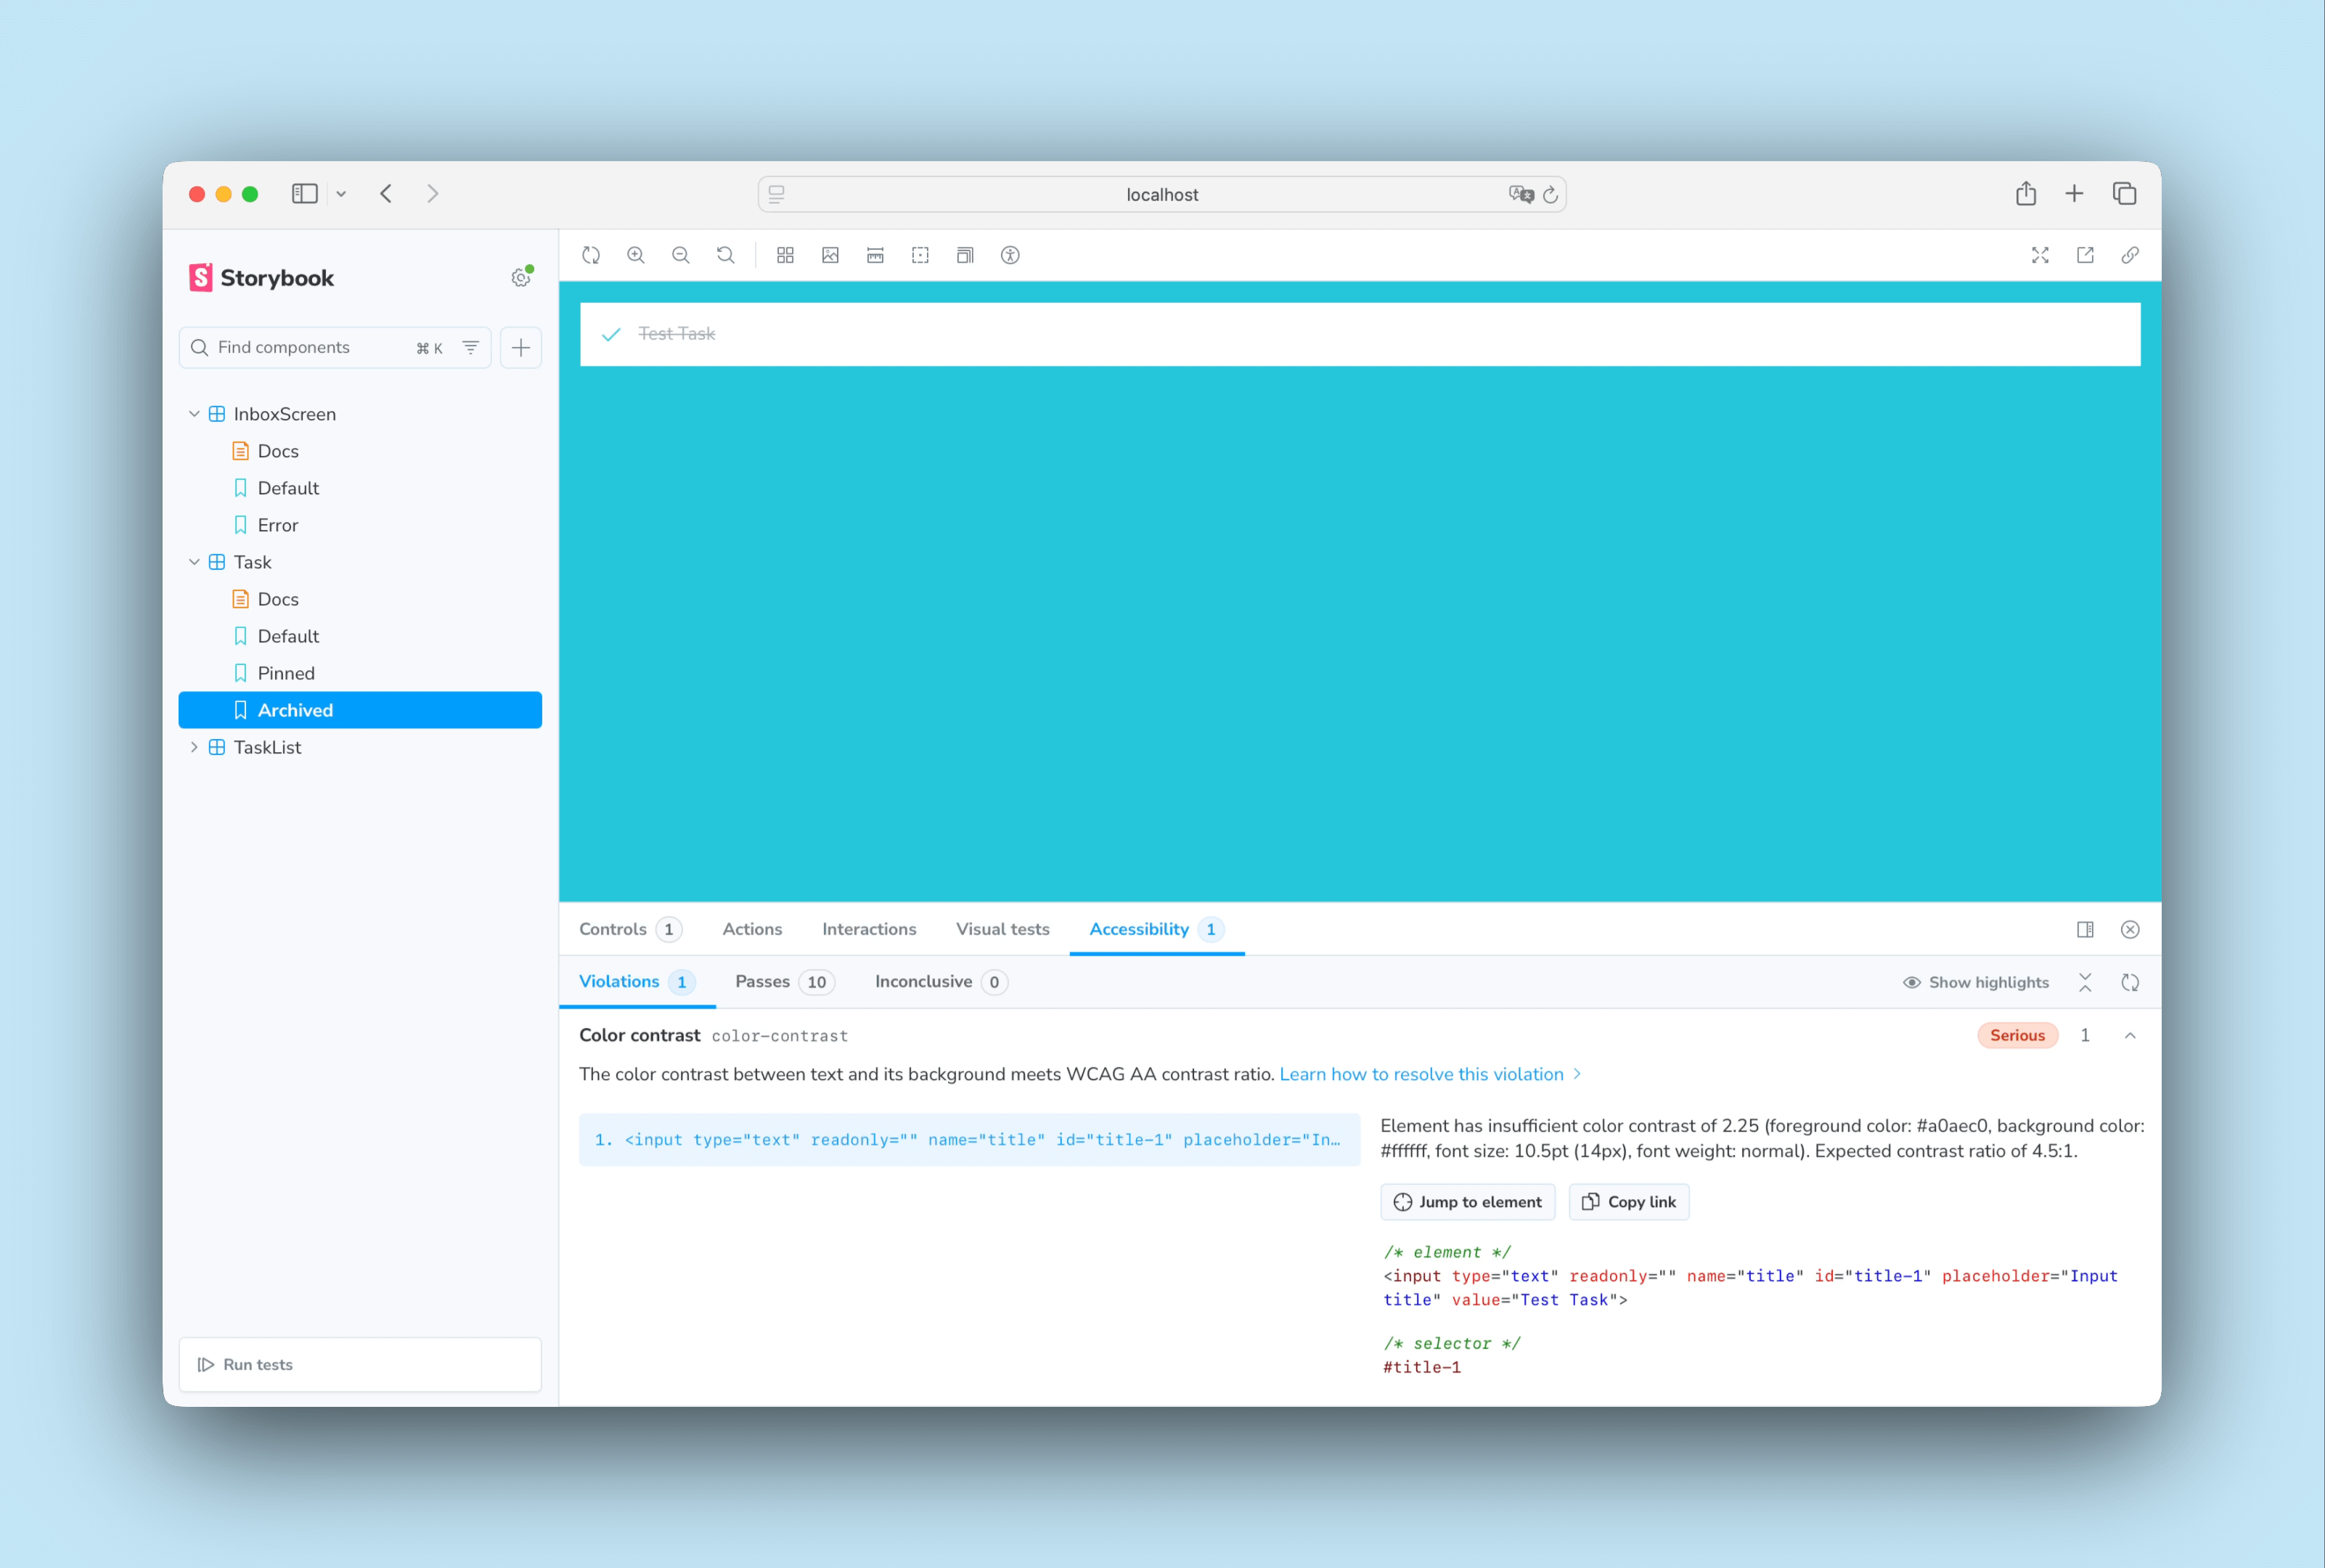 localhost
Storybook
Find components ⌘ K
InboxScreen
Docs
Default
Error
Task
Docs
Default
Pinned
Archived
TaskList
Run tests
Test Task
Controls 1 Actions Interactions Visual tests Accessibility 1
Violations 1 Passes 10 Inconclusive 0 Show highlights
Color contrast color-contrast Serious 1
The color contrast between text and its background meets WCAG AA contrast ratio. Learn how to resolve this violation
1. <input type="text" readonly="" name="title" id="title-1" placeholder="In…
Element has insufficient color contrast of 2.25 (foreground color: #a0aec0, background color:
#ffffff, font size: 10.5pt (14px), font weight: normal). Expected contrast ratio of 4.5:1.
Jump to element Copy link
/* element */
<input type="text" readonly="" name="title" id="title-1" placeholder="Input
title" value="Test Task">
/* selector */
#title-1